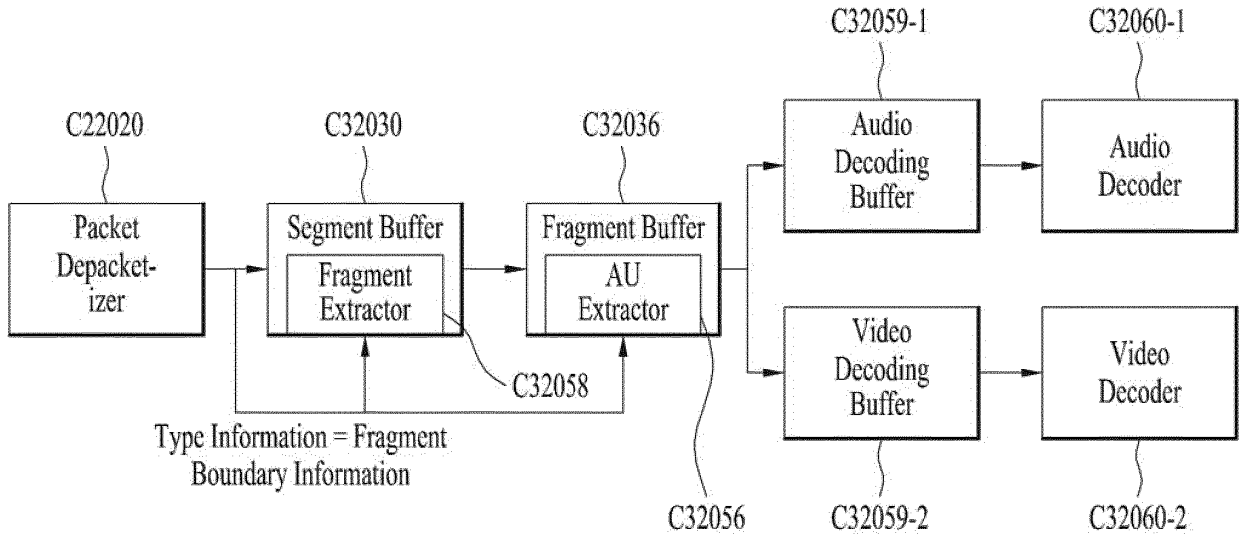 C32059-1
C32060-1
C22020
C32030
C32036
Audio
Decoding
Buffer
Audio
Decoder
Packet
Depacket-
izer
Segment Buffer
Fragment
Extractor
Fragment Buffer
AU
Extractor
Video
Decoding
Buffer
Video
Decoder
C32058
Type Information = Fragment
Boundary Information
C32056
C32059-2
C32060-2